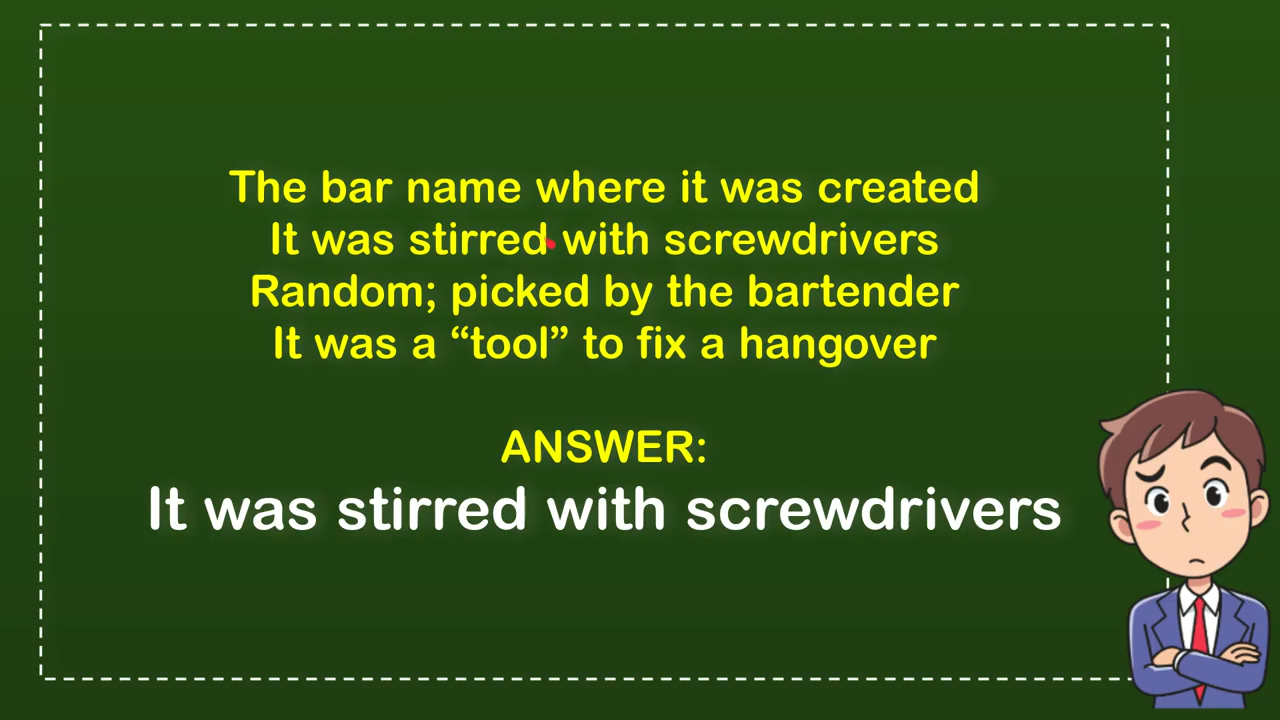 The bar name where it was created
It was stirred with screwdrivers
Random; picked by the bartender
It was a “tool” to fix a hangover
ANSWER:
It was stirred with screwdrivers